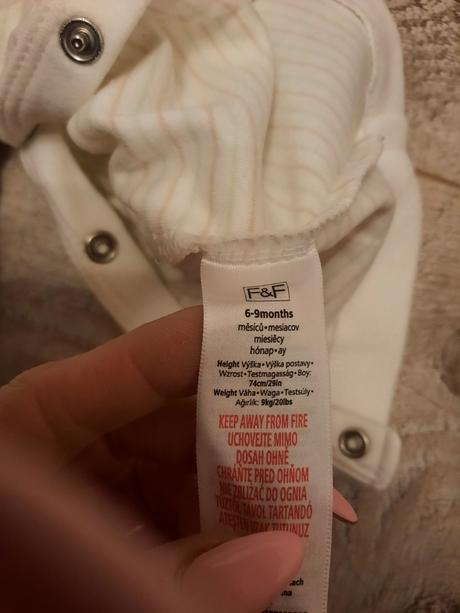 F&F
6-9months
měsíců•mesiacov
miesięcy
hónap•ay
Height Výška•Výška postavy•
Wzrost•Testmagasság•Boy:
74cm/29in
Weight Váha•Waga•Testsúly•
Ağırlık: 9kg/20lbs
KEEP AWAY FROM FIRE
UCHOVEJTE MIMO
DOSAH OHNĚ
CHRÁŇTE PRED OHŇOM
NIE ZBLIŻAĆ DO OGNIA
TŰZTŐL TÁVOL TARTANDÓ
ATEŞTEN UZAK TUTUNUZ